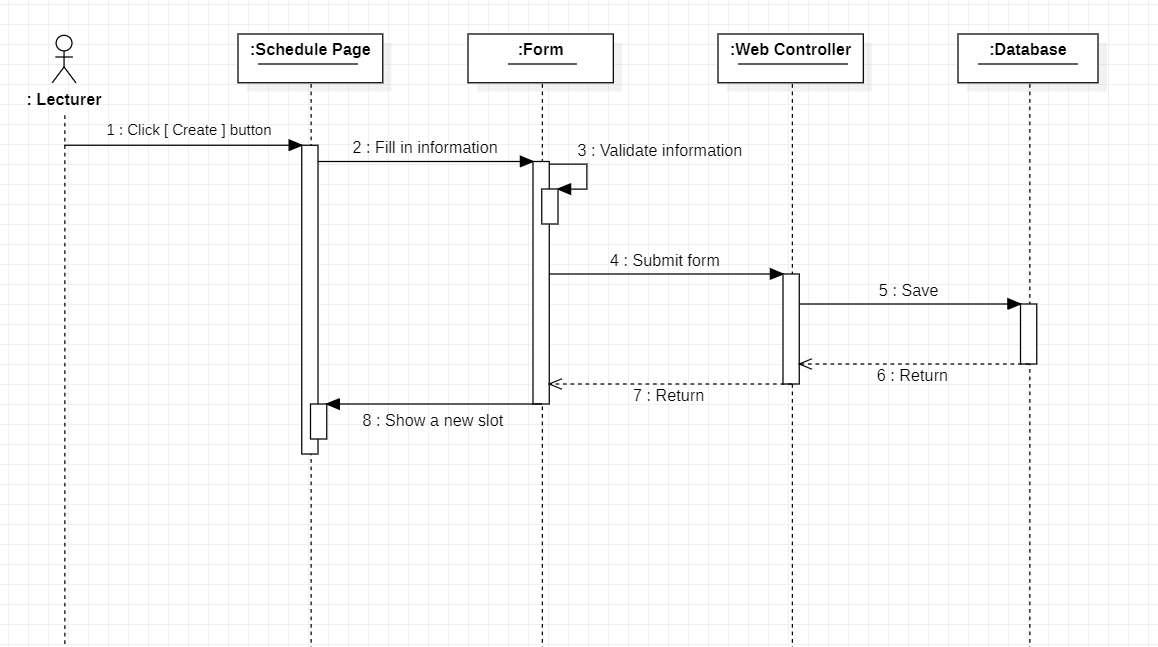 :Schedule Page
:Form
:Web Controller
:Database
: Lecturer
1 : Click [ Create ] button
2 : Fill in information
3 : Validate information
4 : Submit form
5 : Save
6 : Return
7 : Return
8 : Show a new slot